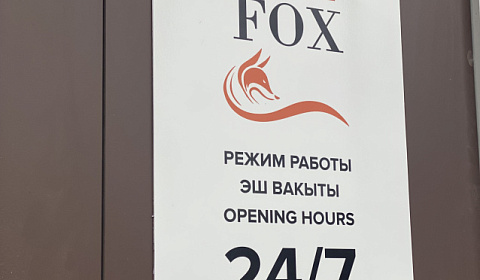 FOX
РЕЖИМ РАБОТЫ
ЭШ ВАКЫТЫ
OPENING HOURS
24/7